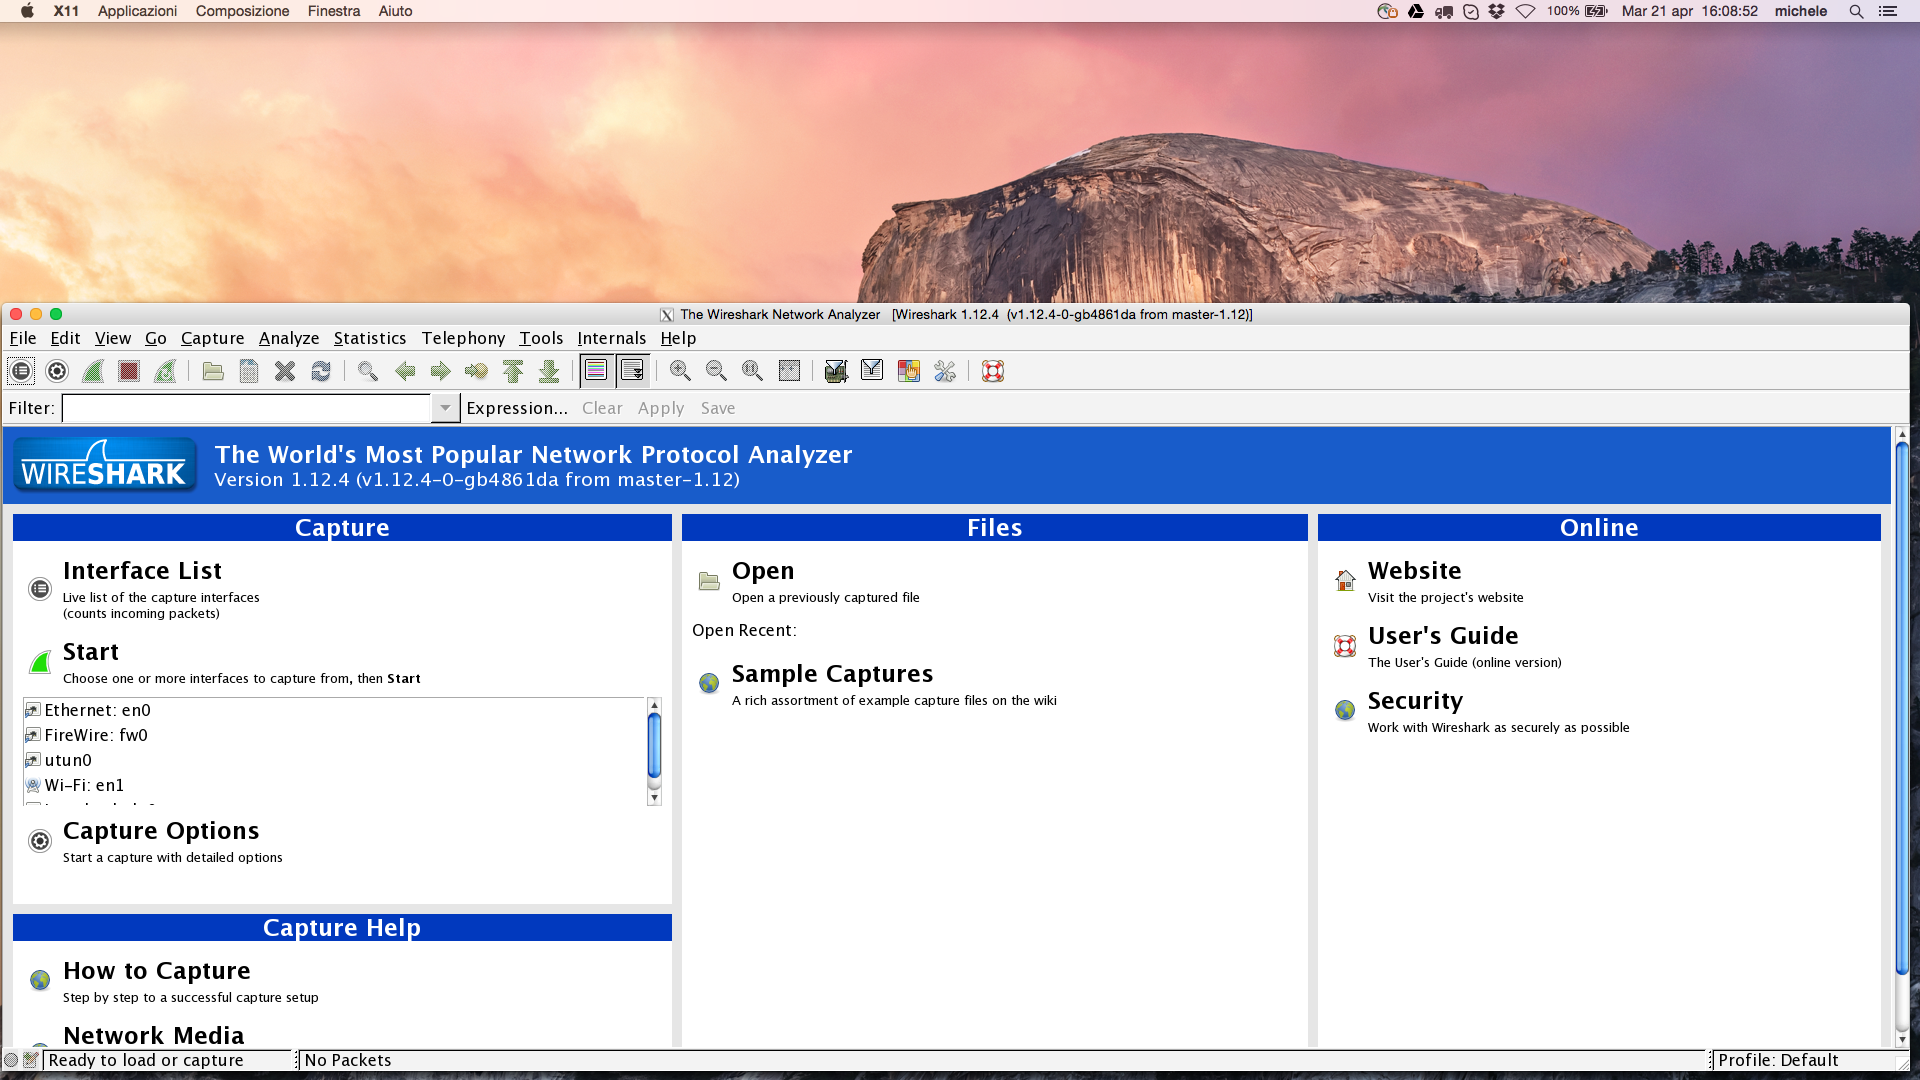 X11 Applicazioni Composizione Finestra Aiuto 100% Mar 21 apr 16:08:52 michele
The Wireshark Network Analyzer [Wireshark 1.12.4 (v1.12.4-0-gb4861da from master-1.12)]
File Edit View Go Capture Analyze Statistics Telephony Tools Internals Help
Filter: Expression... Clear Apply Save
WIRESHARK
The World's Most Popular Network Protocol Analyzer
Version 1.12.4 (v1.12.4-0-gb4861da from master-1.12)
Capture
Interface List
Live list of the capture interfaces
(counts incoming packets)
Start
Choose one or more interfaces to capture from, then Start
Ethernet: en0
FireWire: fw0
utun0
Wi-Fi: en1
Capture Options
Start a capture with detailed options
Capture Help
How to Capture
Step by step to a successful capture setup
Network Media
Files
Open
Open a previously captured file
Open Recent:
Sample Captures
A rich assortment of example capture files on the wiki
Online
Website
Visit the project's website
User's Guide
The User's Guide (online version)
Security
Work with Wireshark as securely as possible
Ready to load or capture No Packets Profile: Default